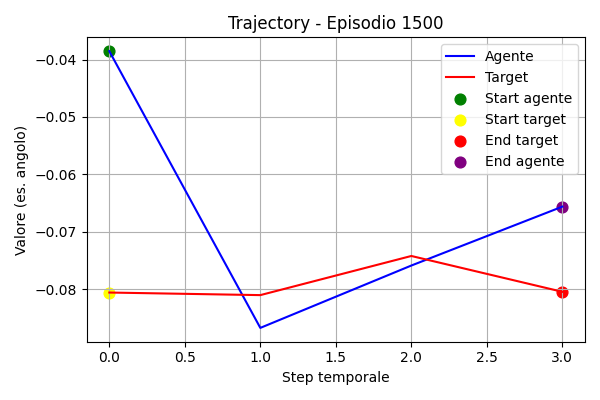 Trajectory - Episodio 1500
−0.04
−0.05
−0.06
−0.07
−0.08
Valore (es. angolo)
Agente
Target
Start agente
Start target
End target
End agente
0.0 0.5 1.0 1.5 2.0 2.5 3.0
Step temporale